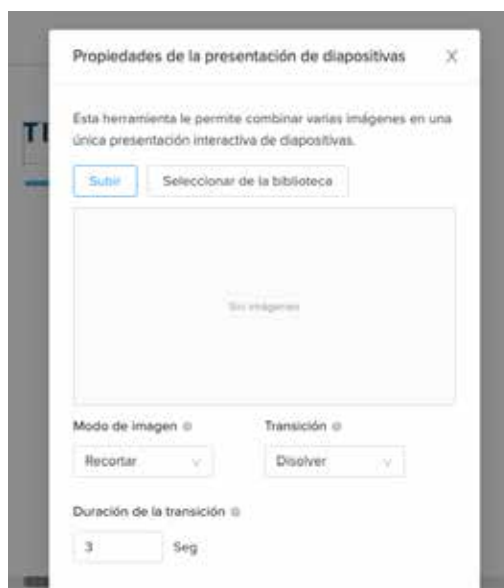 Propiedades de la presentación de diapositivas
Esta herramienta le permite combinar varias imágenes en una
única presentación interactiva de diapositivas.
Subir Seleccionar de la biblioteca
Sin imágenes
Modo de imagen Transición
Recortar Disolver
Duración de la transición
3 Seg